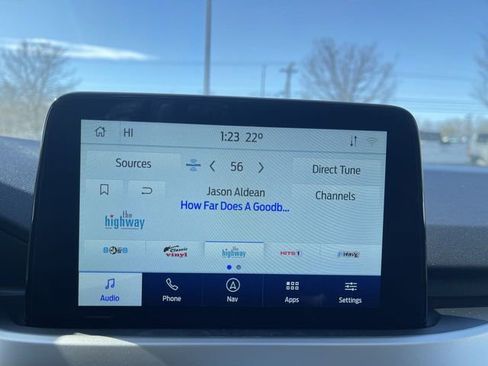 HI
1:23 22°
Sources
56
Direct Tune
Jason Aldean
Channels
How Far Does A Goodb...
the
highway
vinyl
the
highway
HITS 1
Audio
Phone
Nav
Apps
Settings